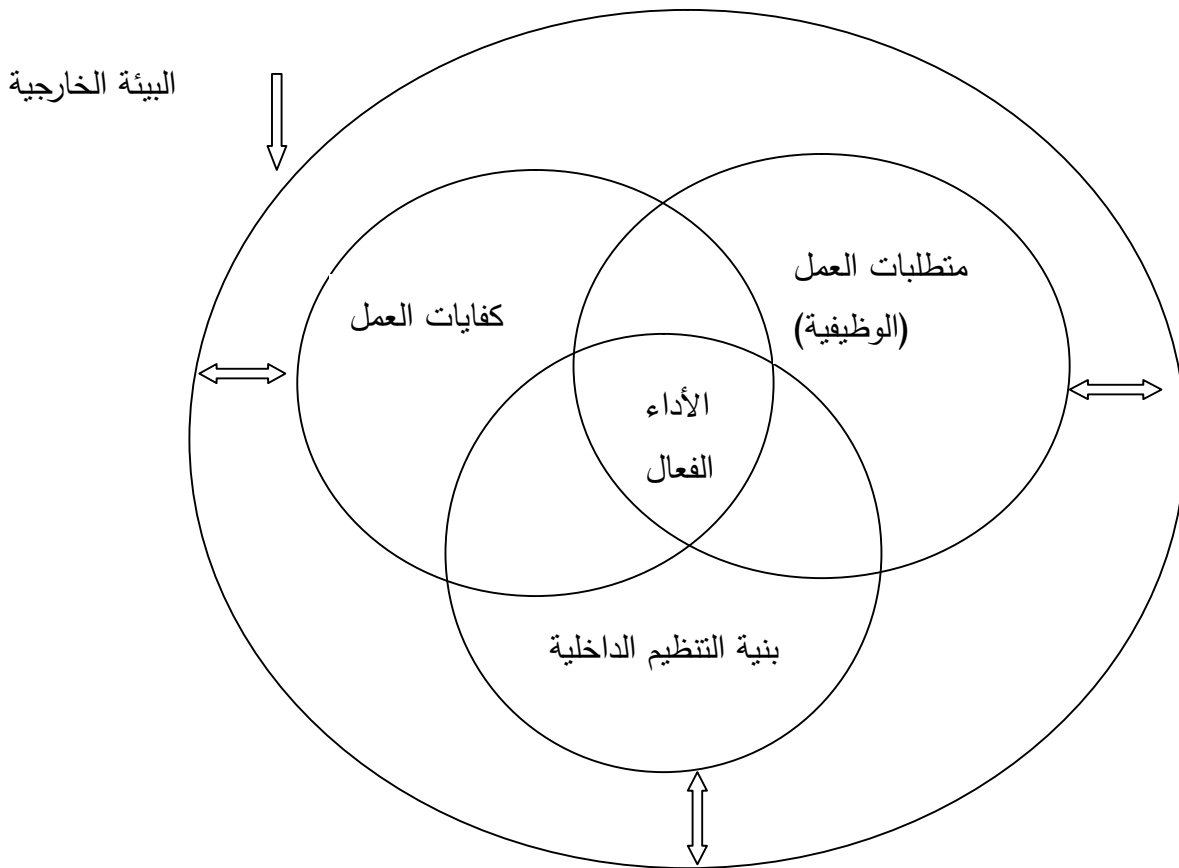 البيئة الخارجية
متطلبات العمل
(الوظيفية)
كفايات العمل
الأداء
الفعال
بنية التنظيم الداخلية